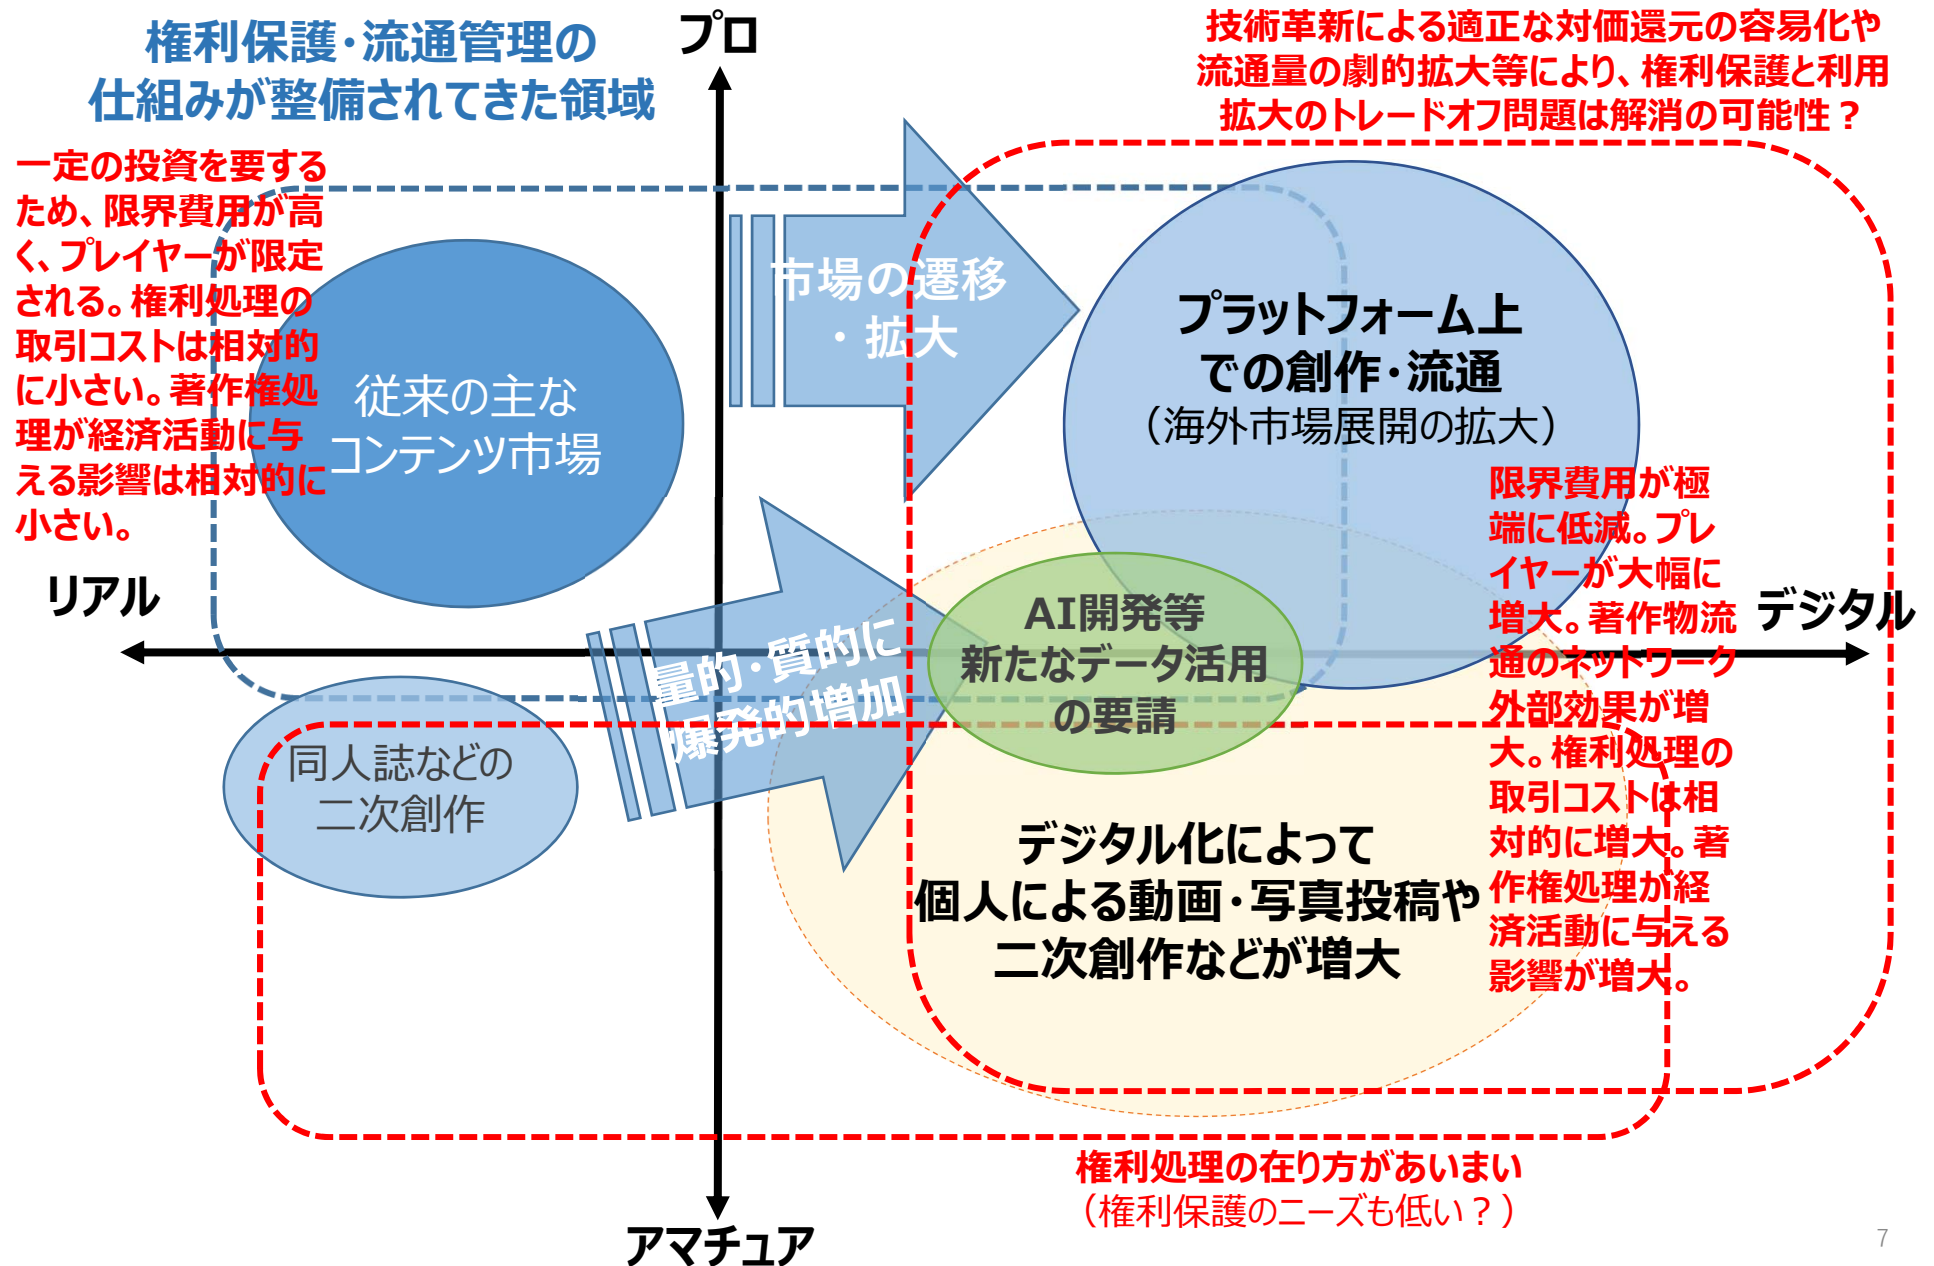 権利保護･流通管理の
仕組みが整備されてきた領域
プロ
技術革新による適正な対価還元の容易化や
流通量の劇的拡大等により、権利保護と利用
拡大のトレードオフ問題は解消の可能性？
一定の投資を要する
ため、限界費用が高
く、プレイヤーが限定
される。権利処理の
取引コストは相対的
に小さい。著作権処
理が経済活動に与
える影響は相対的に
小さい。
従来の主な
コンテンツ市場
市場の遷移
・拡大
プラットフォーム上
での創作･流通
（海外市場展開の拡大）
限界費用が極
端に低減。プレ
イヤーが大幅に
増大。著作物流
通のネットワーク
外部効果が増
大。権利処理の
取引コストは相
対的に増大。著
作権処理が経
済活動に与える
影響が増大。
リアル
デジタル
量的･質的に
爆発的増加
AI開発等
新たなデータ活用
の要請
同人誌などの
二次創作
デジタル化によって
個人による動画･写真投稿や
二次創作などが増大
権利処理の在り方があいまい
（権利保護のニーズも低い？）
アマチュア
7